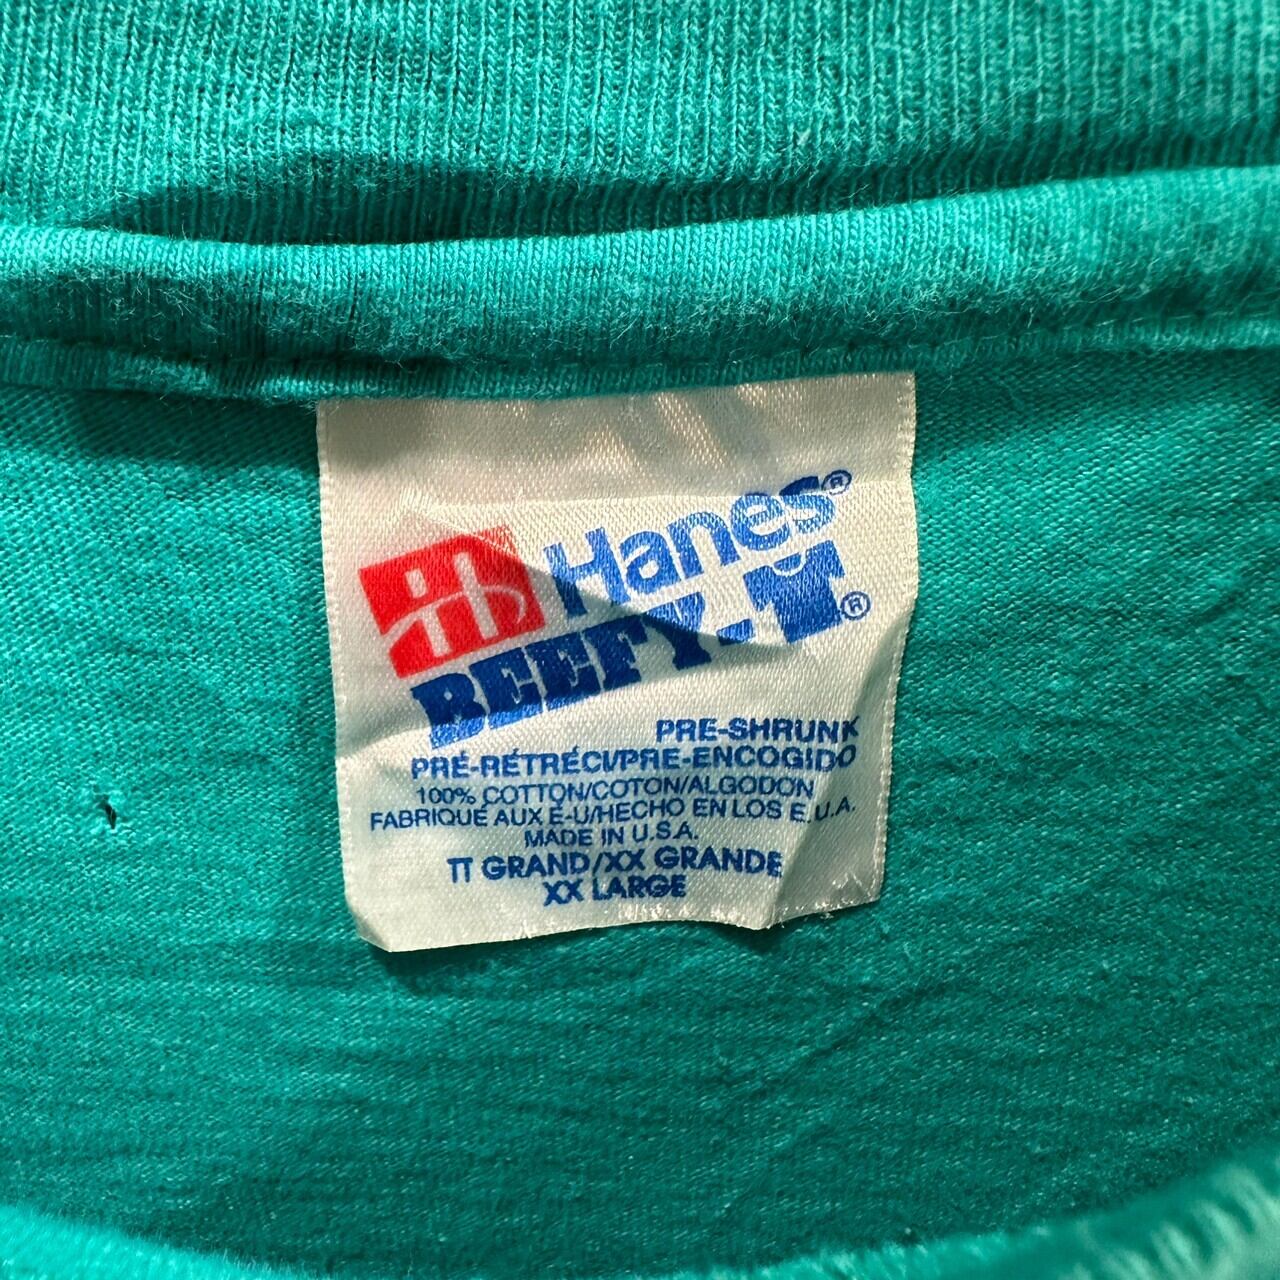 Hanes®
BEEFY-T®
PRE-SHRUNK
PRÉ-RÉTRÉCI/PRE-ENCOGIDO
100% COTTON/COTON/ALGODON
FABRIQUÉ AUX É-U/HECHO EN LOS E.U.A.
MADE IN U.S.A.
TT GRAND/XX GRANDE
XX LARGE